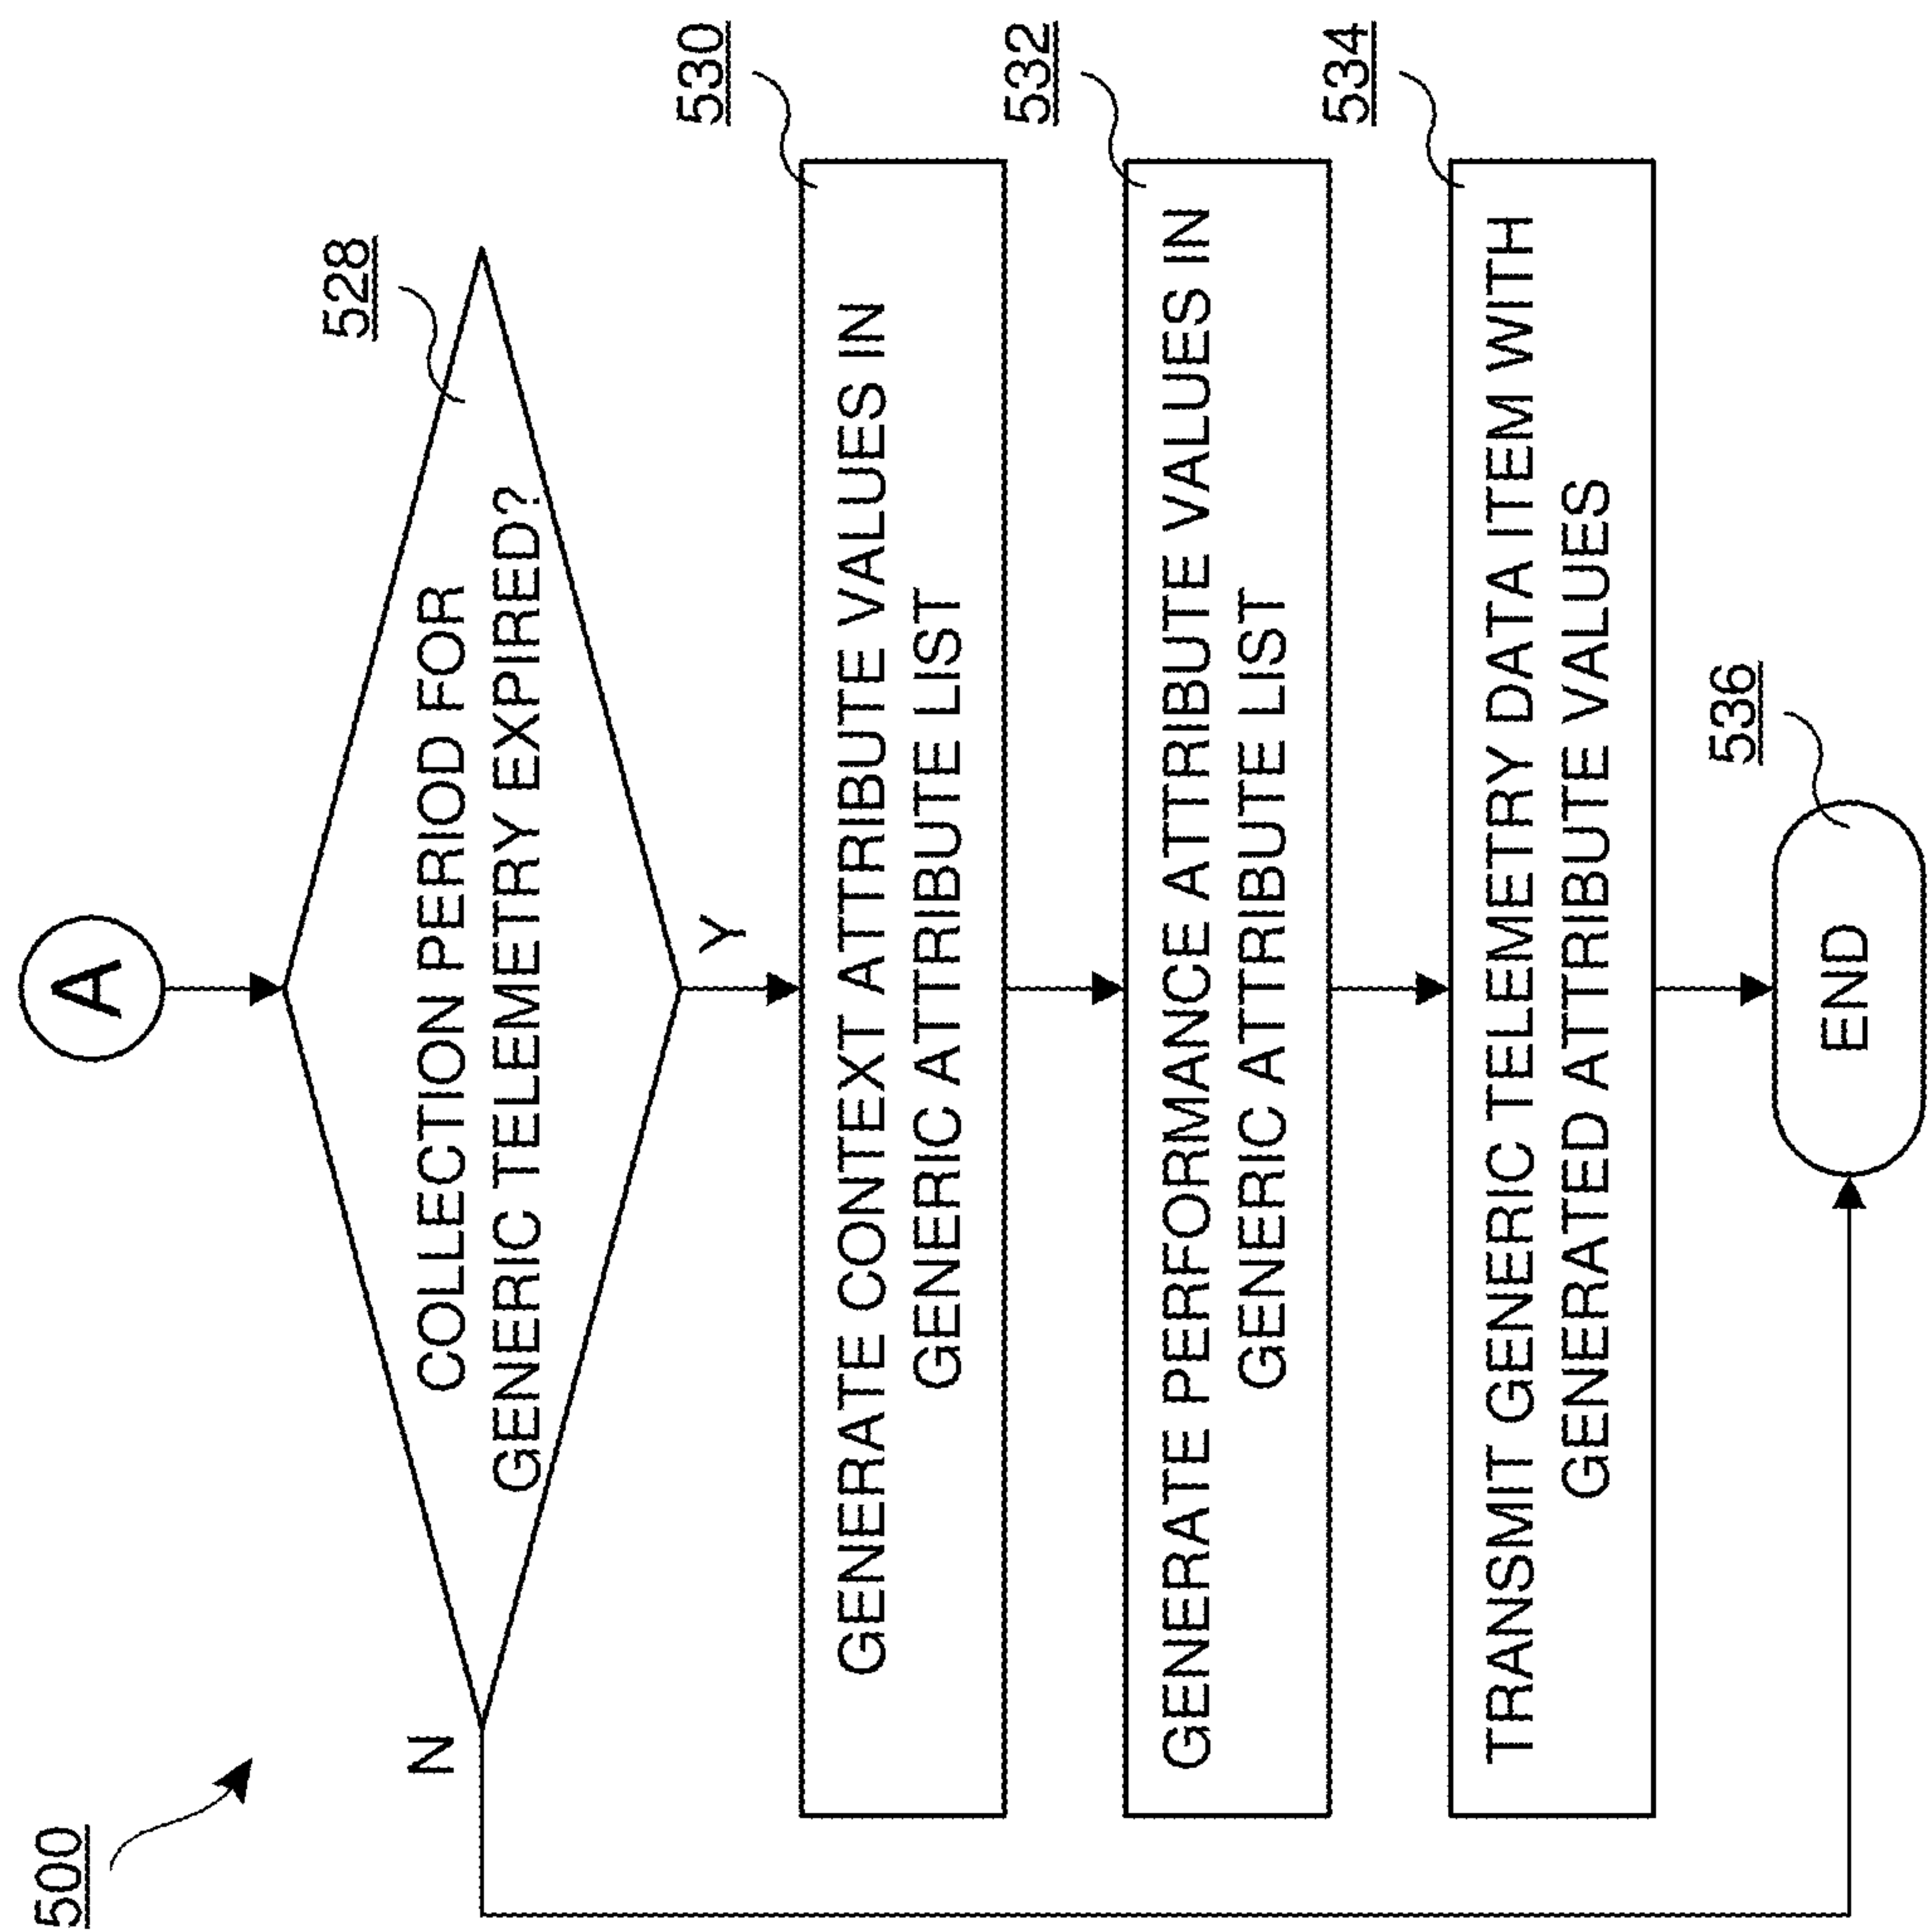 500
A
528
COLLECTION PERIOD FOR
GENERIC TELEMETRY EXPIRED?
N
Y
530
GENERATE CONTEXT ATTRIBUTE VALUES IN
GENERIC ATTRIBUTE LIST
532
GENERATE PERFORMANCE ATTRIBUTE VALUES IN
GENERIC ATTRIBUTE LIST
534
TRANSMIT GENERIC TELEMETRY DATA ITEM WITH
GENERATED ATTRIBUTE VALUES
536
END